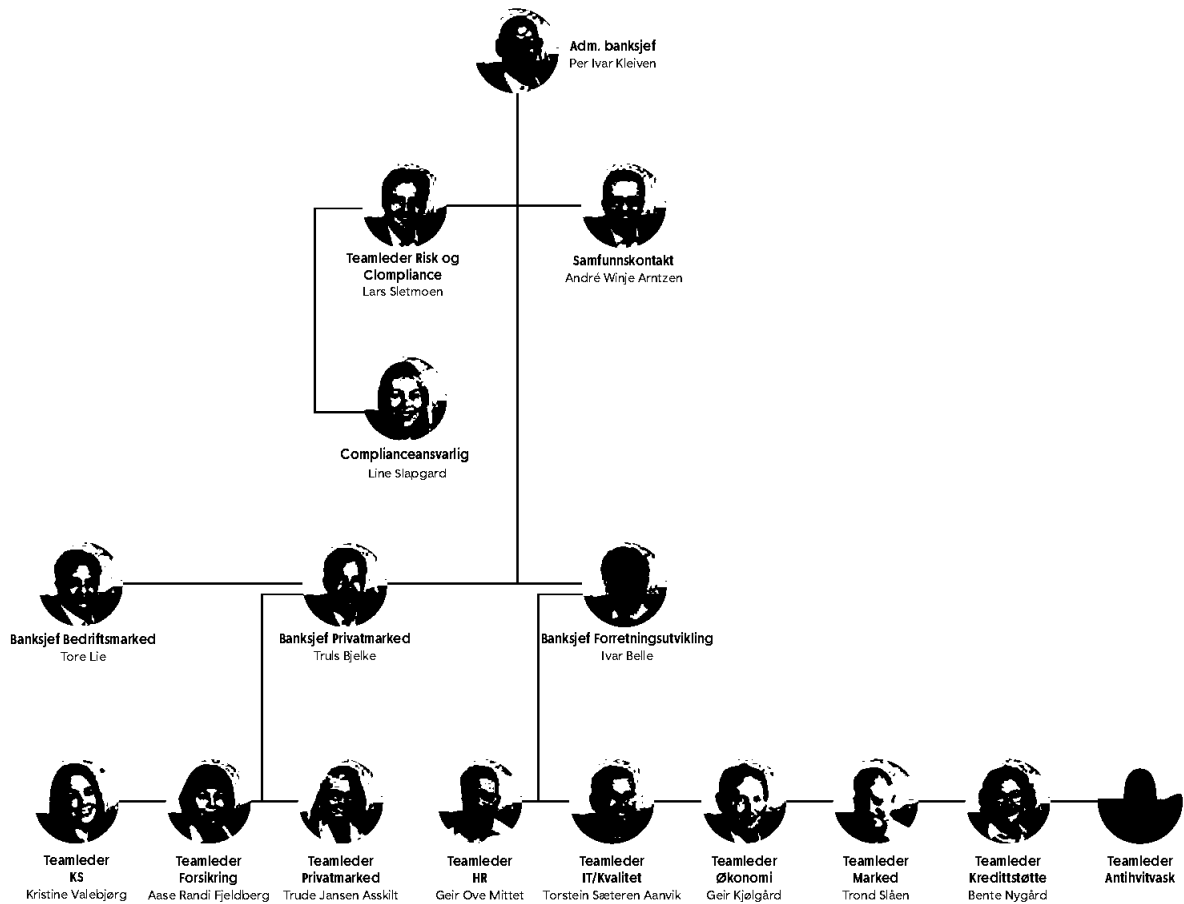 Adm. banksjef
Per Ivar Kleiven
Teamleder Risk og
Clompliance
Lars Sletmoen
Samfunnskontakt
André Winje Arntzen
Complianceansvarlig
Line Slapgard
Banksjef Bedriftsmarked
Tore Lie
Banksjef Privatmarked
Truls Bjelke
Banksjef Forretningsutvikling
Ivar Belle
Teamleder
KS
Kristine Valebjørg
Teamleder
Forsikring
Aase Randi Fjeldberg
Teamleder
Privatmarked
Trude Jansen Asskilt
Teamleder
HR
Geir Ove Mittet
Teamleder
IT/Kvalitet
Torstein Sæteren Aanvik
Teamleder
Økonomi
Geir Kjølgård
Teamleder
Marked
Trond Slåen
Teamleder
Kredittstøtte
Bente Nygård
Teamleder
Antihvitvask